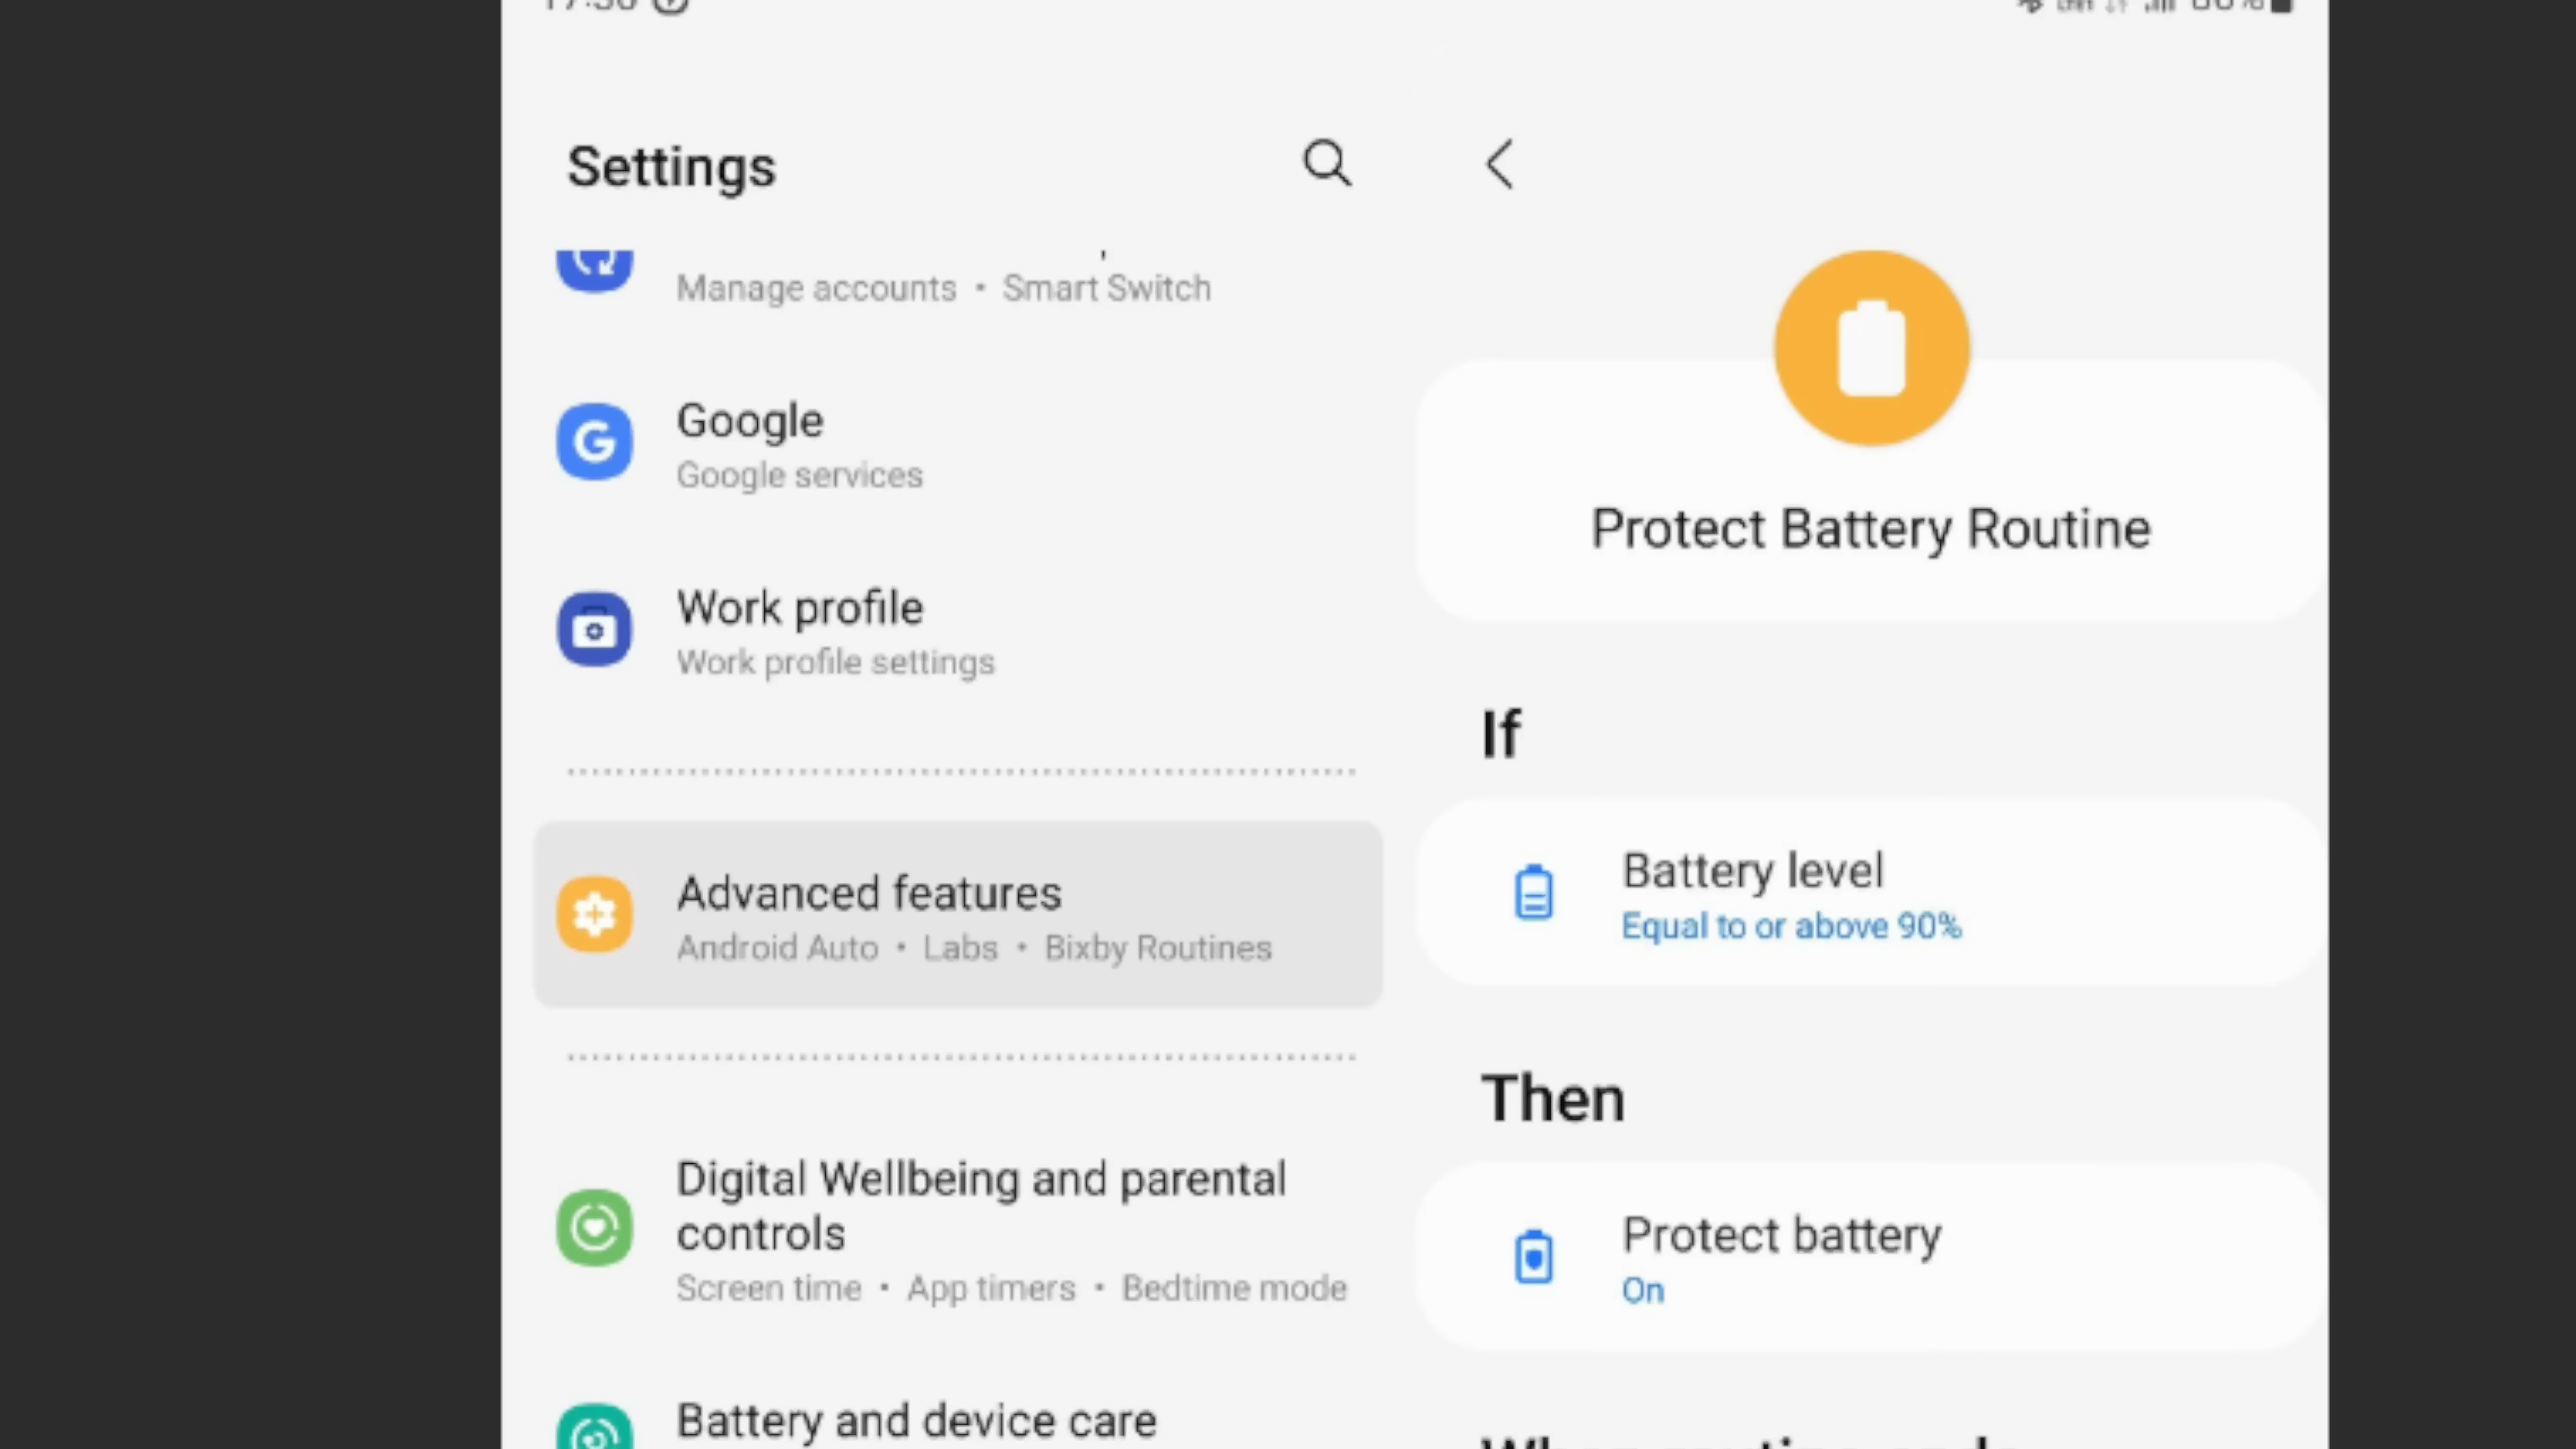 Settings
Manage accounts • Smart Switch
Google
Google services
Work profile
Work profile settings
Advanced features
Android Auto • Labs • Bixby Routines
Digital Wellbeing and parental
controls
Screen time • App timers • Bedtime mode
Battery and device care
Protect Battery Routine
If
Battery level
Equal to or above 90%
Then
Protect battery
On